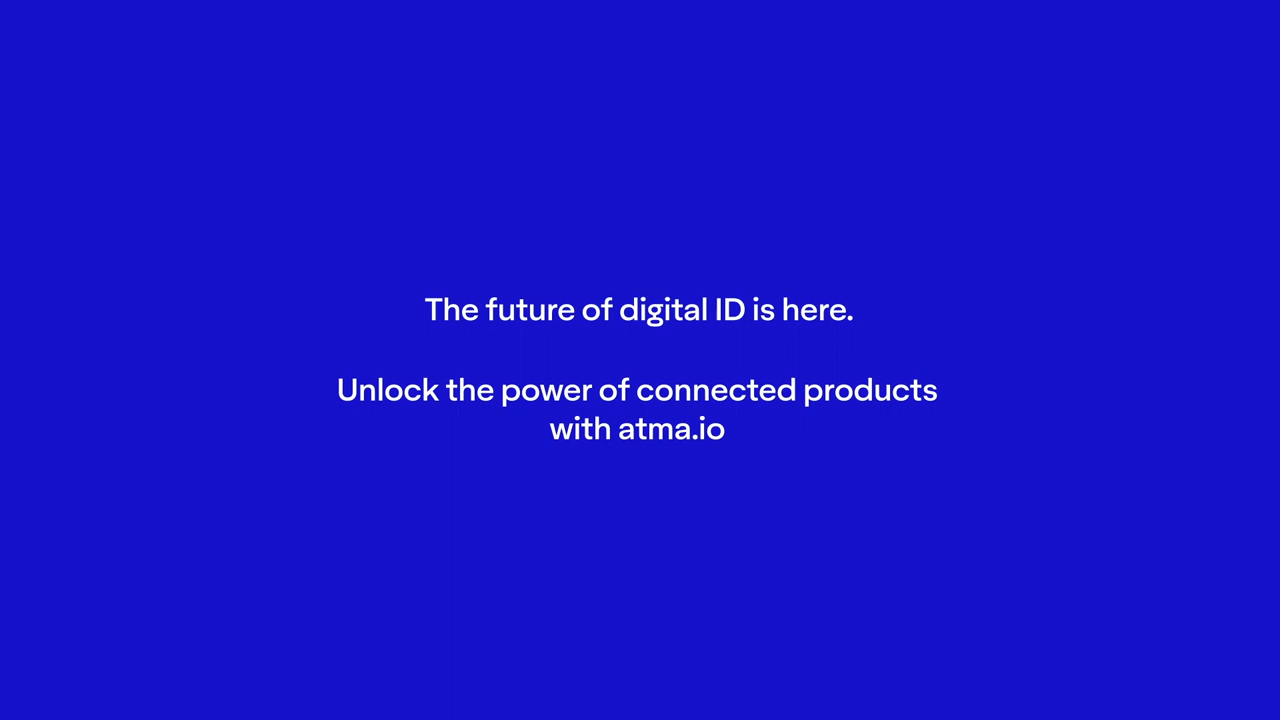 The future of digital ID is here.
Unlock the power of connected products
with atma.io